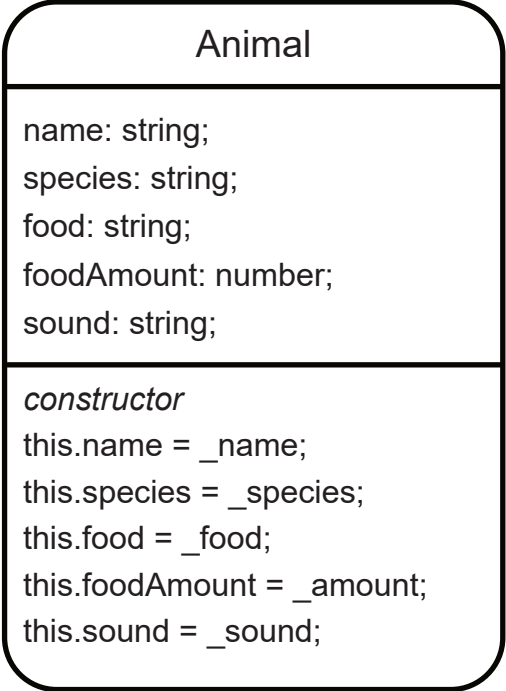 Animal
name: string;
species: string;
food: string;
foodAmount: number;
sound: string;
constructor
this.name = _name;
this.species = _species;
this.food = _food;
this.foodAmount = _amount;
this.sound = _sound;